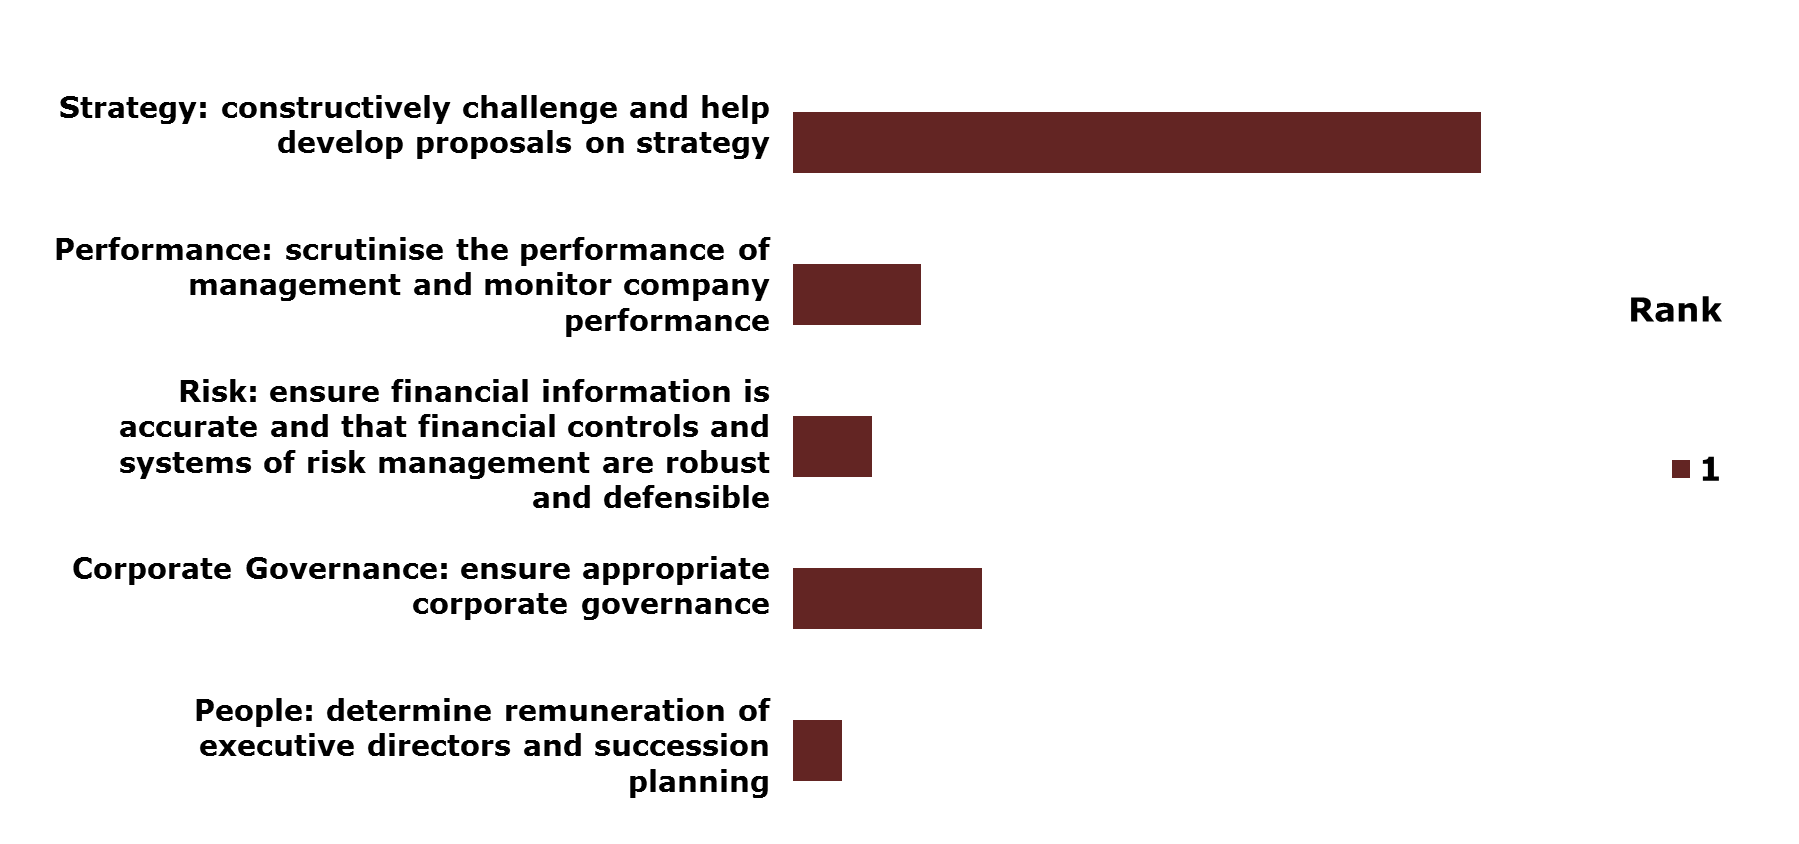 Strategy: constructively challenge and help
develop proposals on strategy
Performance: scrutinise the performance of
management and monitor company
performance
Risk: ensure financial information is
accurate and that financial controls and
systems of risk management are robust
and defensible
Corporate Governance: ensure appropriate
corporate governance
People: determine remuneration of
executive directors and succession
planning
Rank
1